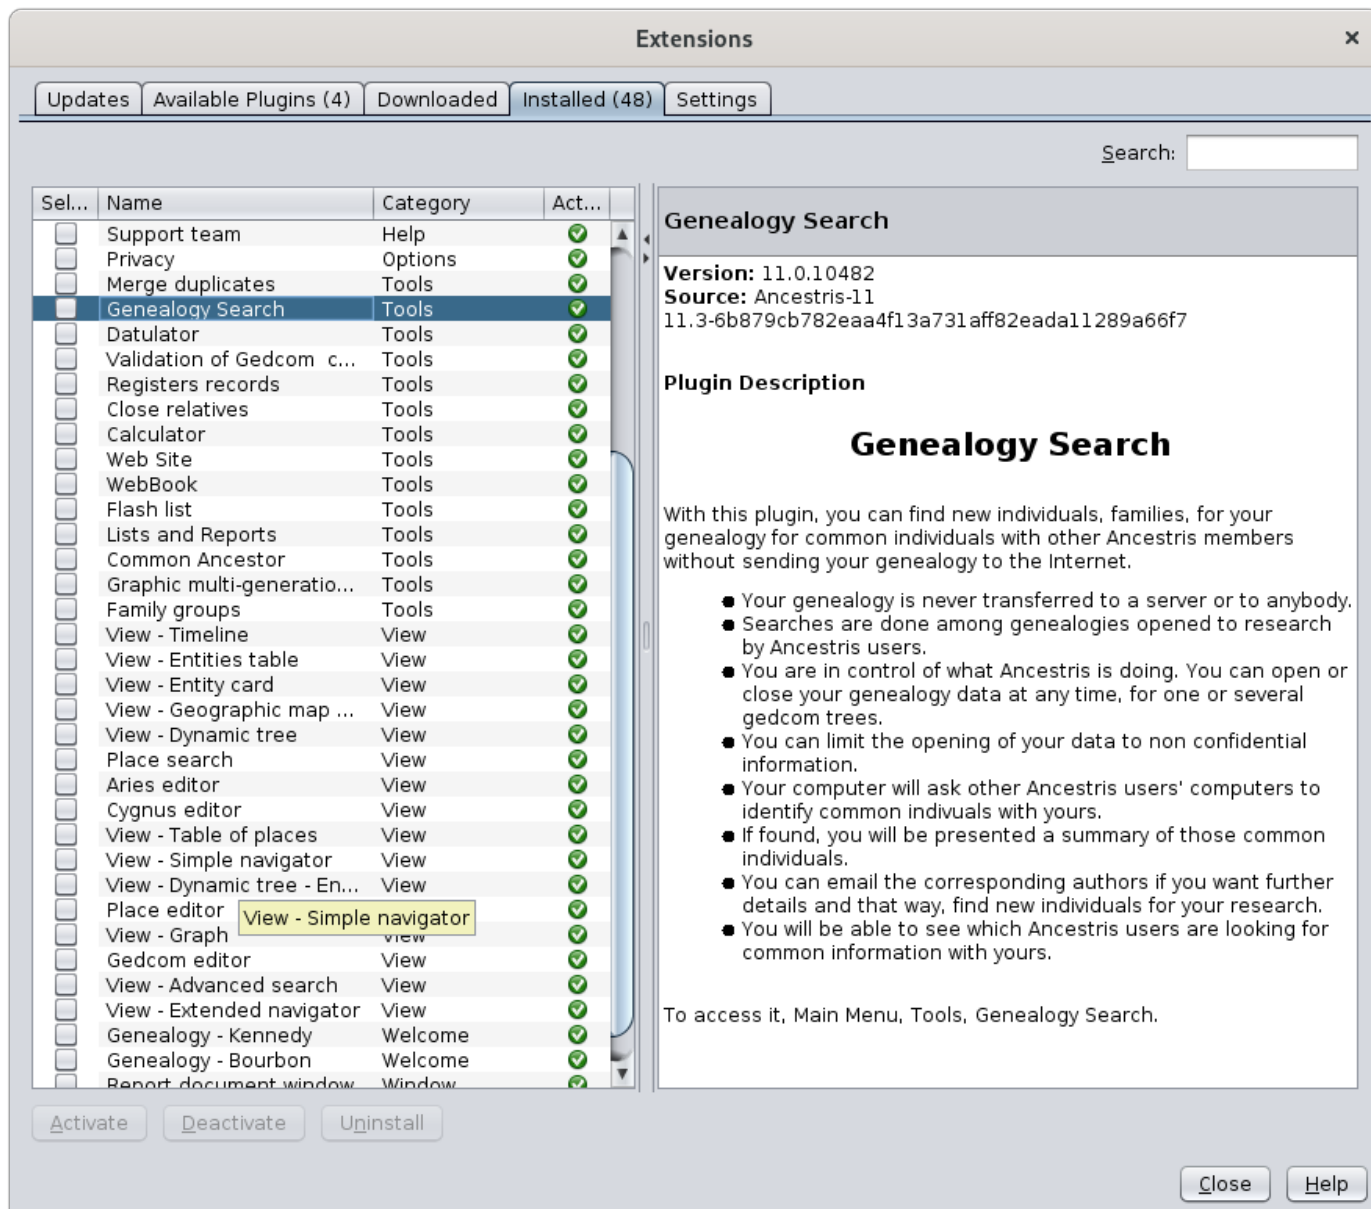 Extensions
Updates Available Plugins (4) Downloaded Installed (48) Settings
Search:
Sel... Name Category Act...
Support team Help
Privacy Options
Merge duplicates Tools
Genealogy Search Tools
Datulator Tools
Validation of Gedcom c... Tools
Registers records Tools
Close relatives Tools
Calculator Tools
Web Site Tools
WebBook Tools
Flash list Tools
Lists and Reports Tools
Common Ancestor Tools
Graphic multi-generatio... Tools
Family groups Tools
View - Timeline View
View - Entities table View
View - Entity card View
View - Geographic map ... View
View - Dynamic tree View
Place search View
Aries editor View
Cygnus editor View
View - Table of places View
View - Simple navigator View
View - Dynamic tree - En... View
Place editor
View - Simple navigator
View - Graph View
Gedcom editor View
View - Advanced search View
View - Extended navigator View
Genealogy - Kennedy Welcome
Genealogy - Bourbon Welcome
Report document window Window
Genealogy Search
Version: 11.0.10482
Source: Ancestris-11
11.3-6b879cb782eaa4f13a731aff82eada11289a66f7
Plugin Description
Genealogy Search
With this plugin, you can find new individuals, families, for your
genealogy for common individuals with other Ancestris members
without sending your genealogy to the Internet.
Your genealogy is never transferred to a server or to anybody.
Searches are done among genealogies opened to research
by Ancestris users.
You are in control of what Ancestris is doing. You can open or
close your genealogy data at any time, for one or several
gedcom trees.
You can limit the opening of your data to non confidential
information.
Your computer will ask other Ancestris users' computers to
identify common indivuals with yours.
If found, you will be presented a summary of those common
individuals.
You can email the corresponding authors if you want further
details and that way, find new individuals for your research.
You will be able to see which Ancestris users are looking for
common information with yours.
To access it, Main Menu, Tools, Genealogy Search.
Activate Deactivate Uninstall
Close Help